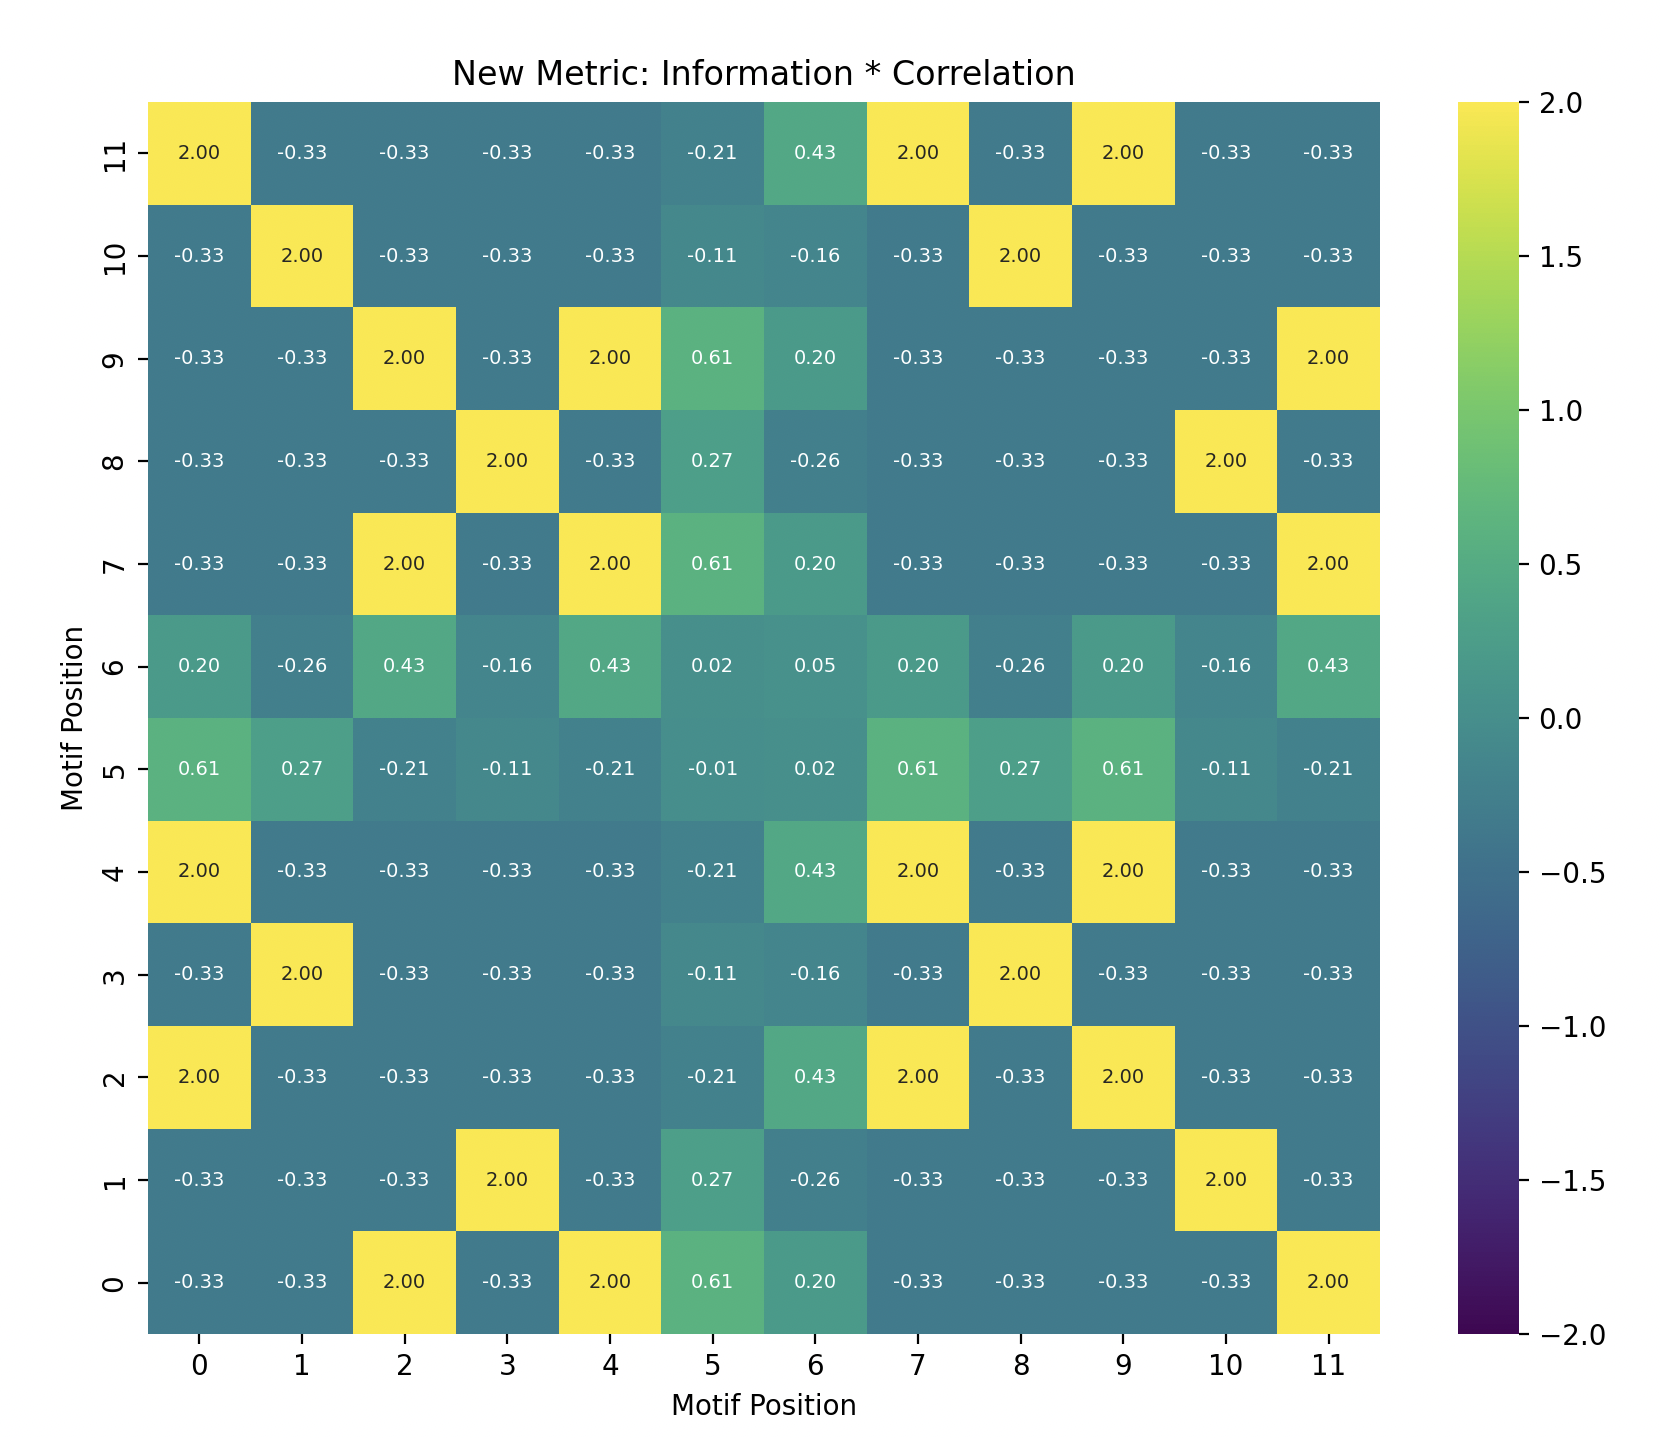 New Metric: Information * Correlation
11 2.00 -0.33 -0.33 -0.33 -0.33 -0.21 0.43 2.00 -0.33 2.00 -0.33 -0.33
10 -0.33 2.00 -0.33 -0.33 -0.33 -0.11 -0.16 -0.33 2.00 -0.33 -0.33 -0.33
9 -0.33 -0.33 2.00 -0.33 2.00 0.61 0.20 -0.33 -0.33 -0.33 -0.33 2.00
8 -0.33 -0.33 -0.33 2.00 -0.33 0.27 -0.26 -0.33 -0.33 -0.33 2.00 -0.33
7 -0.33 -0.33 2.00 -0.33 2.00 0.61 0.20 -0.33 -0.33 -0.33 -0.33 2.00
6 0.20 -0.26 0.43 -0.16 0.43 0.02 0.05 0.20 -0.26 0.20 -0.16 0.43
5 0.61 0.27 -0.21 -0.11 -0.21 -0.01 0.02 0.61 0.27 0.61 -0.11 -0.21
4 2.00 -0.33 -0.33 -0.33 -0.33 -0.21 0.43 2.00 -0.33 2.00 -0.33 -0.33
3 -0.33 2.00 -0.33 -0.33 -0.33 -0.11 -0.16 -0.33 2.00 -0.33 -0.33 -0.33
2 2.00 -0.33 -0.33 -0.33 -0.33 -0.21 0.43 2.00 -0.33 2.00 -0.33 -0.33
1 -0.33 -0.33 -0.33 2.00 -0.33 0.27 -0.26 -0.33 -0.33 -0.33 2.00 -0.33
0 -0.33 -0.33 2.00 -0.33 2.00 0.61 0.20 -0.33 -0.33 -0.33 -0.33 2.00
0 1 2 3 4 5 6 7 8 9 10 11
Motif Position
Motif Position
2.0
1.5
1.0
0.5
0.0
−0.5
−1.0
−1.5
−2.0